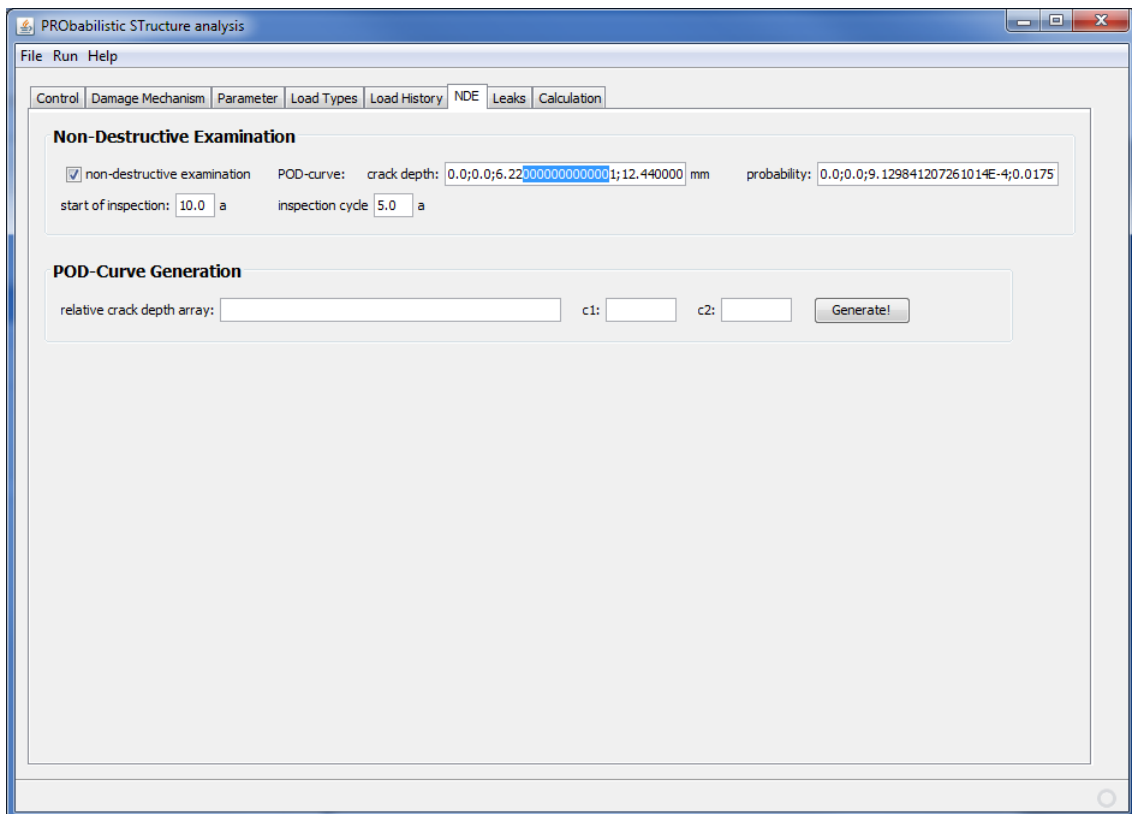 PRObabilistic STructure analysis
File Run Help
Control Damage Mechanism Parameter Load Types Load History NDE Leaks Calculation
Non-Destructive Examination
non-destructive examination POD-curve: crack depth: 0.0;0.0;6.220000000000001;12.440000 mm probability: 0.0;0.0;9.129841207261014E-4;0.0175
start of inspection: 10.0 a inspection cycle 5.0 a
POD-Curve Generation
relative crack depth array: c1: c2: Generate!